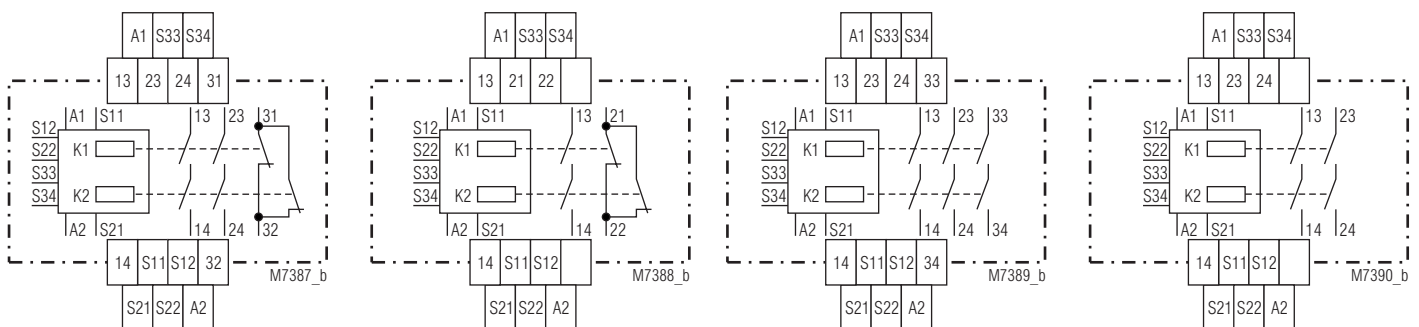 A1 S33 S34
13 23 24 31
A1 S11 13 23 31
S12
S22 K1
S33
S34 K2
A2 S21 14 24 32
14 S11 S12 32
M7387_b
S21 S22 A2
A1 S33 S34
13 21 22
A1 S11 13 21
S12
S22 K1
S33
S34 K2
A2 S21 14 22
14 S11 S12
M7388_b
S21 S22 A2
A1 S33 S34
13 23 24 33
A1 S11 13 23 33
S12
S22 K1
S33
S34 K2
A2 S21 14 24 34
14 S11 S12 34
M7389_b
S21 S22 A2
A1 S33 S34
13 23 24
A1 S11 13 23
S12
S22 K1
S33
S34 K2
A2 S21 14 24
14 S11 S12
M7390_b
S21 S22 A2